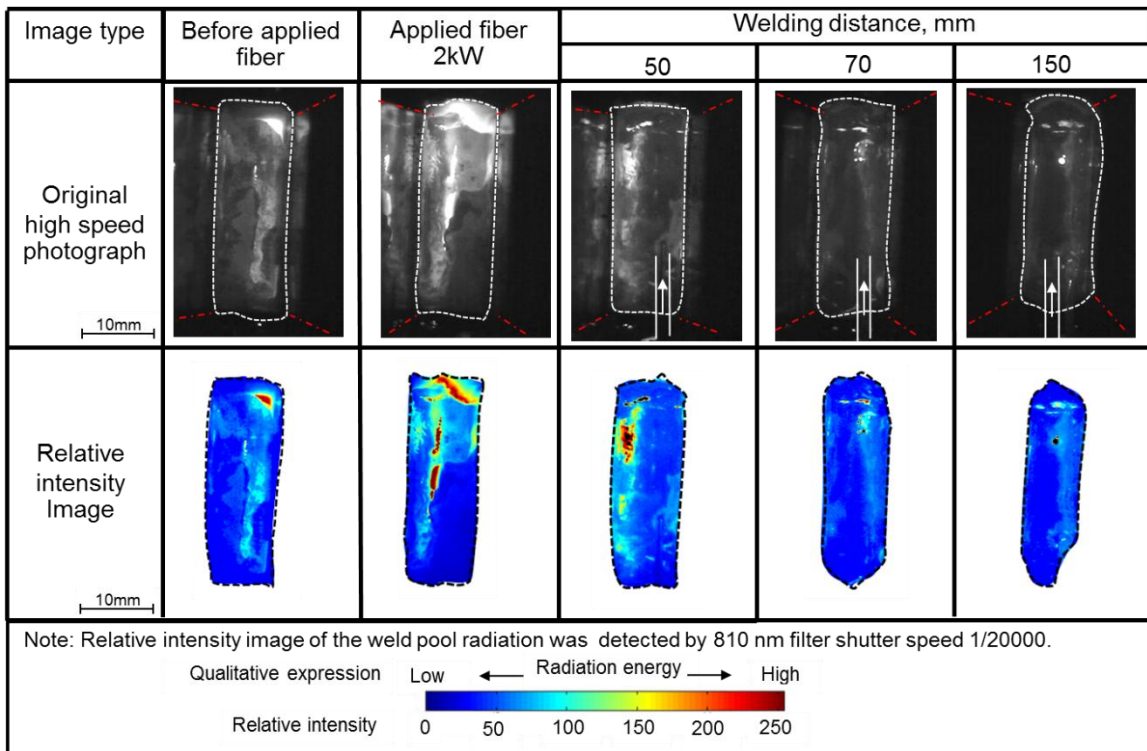 Image type
Before applied
fiber
Applied fiber
2kW
Welding distance, mm
50
70
150
Original
high speed
photograph
10mm
Relative
intensity
Image
10mm
Note: Relative intensity image of the weld pool radiation was detected by 810 nm filter shutter speed 1/20000.
Qualitative expression Low Radiation energy High
Relative intensity 0 50 100 150 200 250